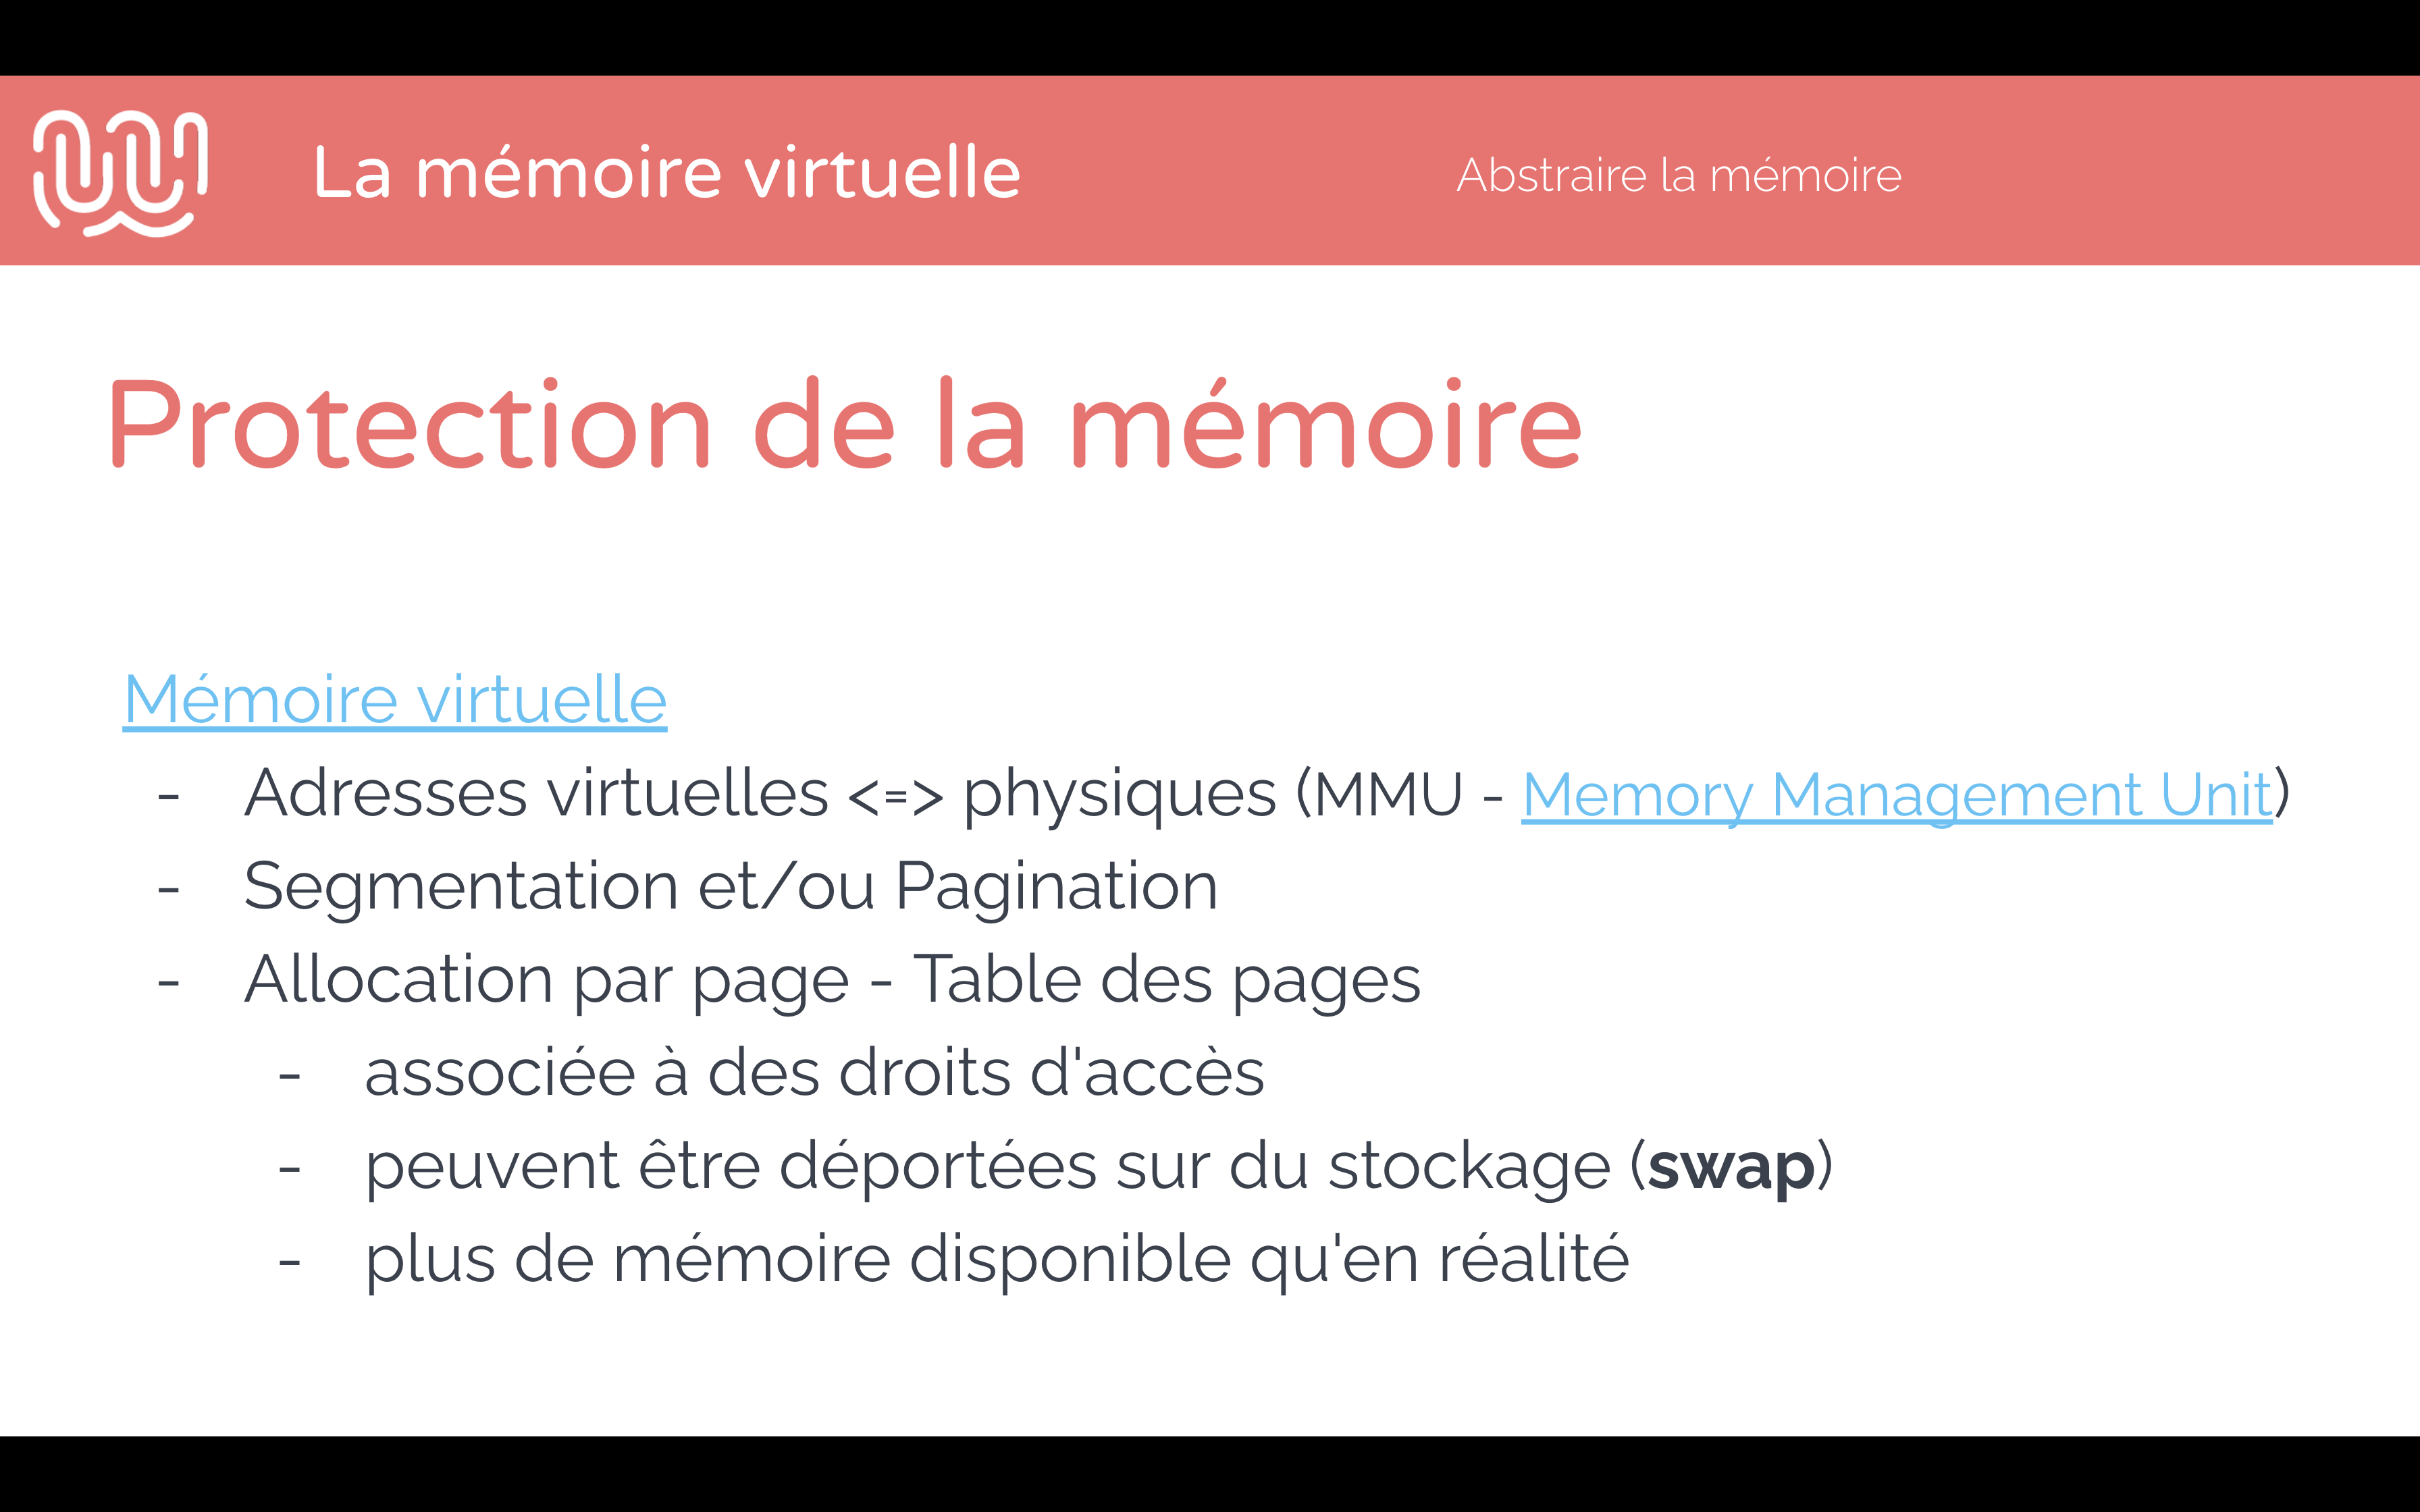 La mémoire virtuelle
Abstraire la mémoire
Protection de la mémoire
Mémoire virtuelle
- Adresses virtuelles <=> physiques (MMU - Memory Management Unit)
- Segmentation et/ou Pagination
- Allocation par page - Table des pages
- associée à des droits d'accès
- peuvent être déportées sur du stockage (swap)
- plus de mémoire disponible qu'en réalité